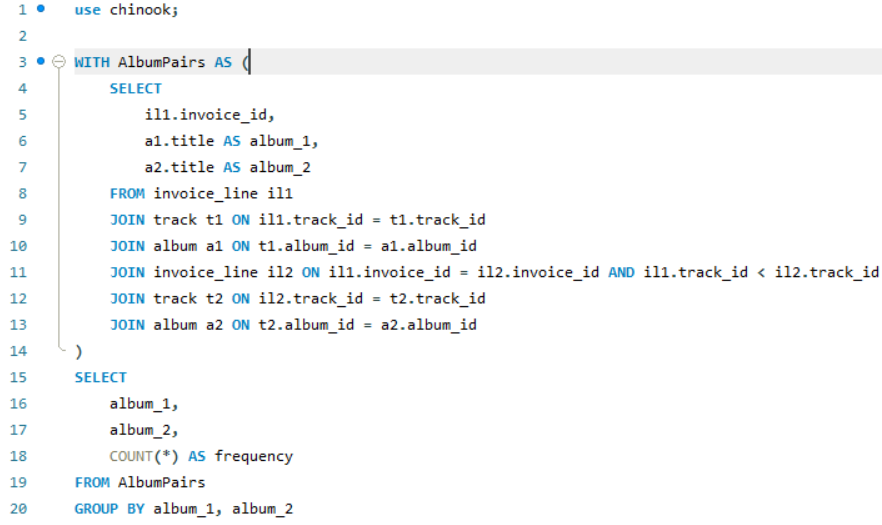 1 use chinook;
2
3 WITH AlbumPairs AS (
4 SELECT
5 il1.invoice_id,
6 a1.title AS album_1,
7 a2.title AS album_2
8 FROM invoice_line il1
9 JOIN track t1 ON il1.track_id = t1.track_id
10 JOIN album a1 ON t1.album_id = a1.album_id
11 JOIN invoice_line il2 ON il1.invoice_id = il2.invoice_id AND il1.track_id < il2.track_id
12 JOIN track t2 ON il2.track_id = t2.track_id
13 JOIN album a2 ON t2.album_id = a2.album_id
14 )
15 SELECT
16 album_1,
17 album_2,
18 COUNT(*) AS frequency
19 FROM AlbumPairs
20 GROUP BY album_1, album_2